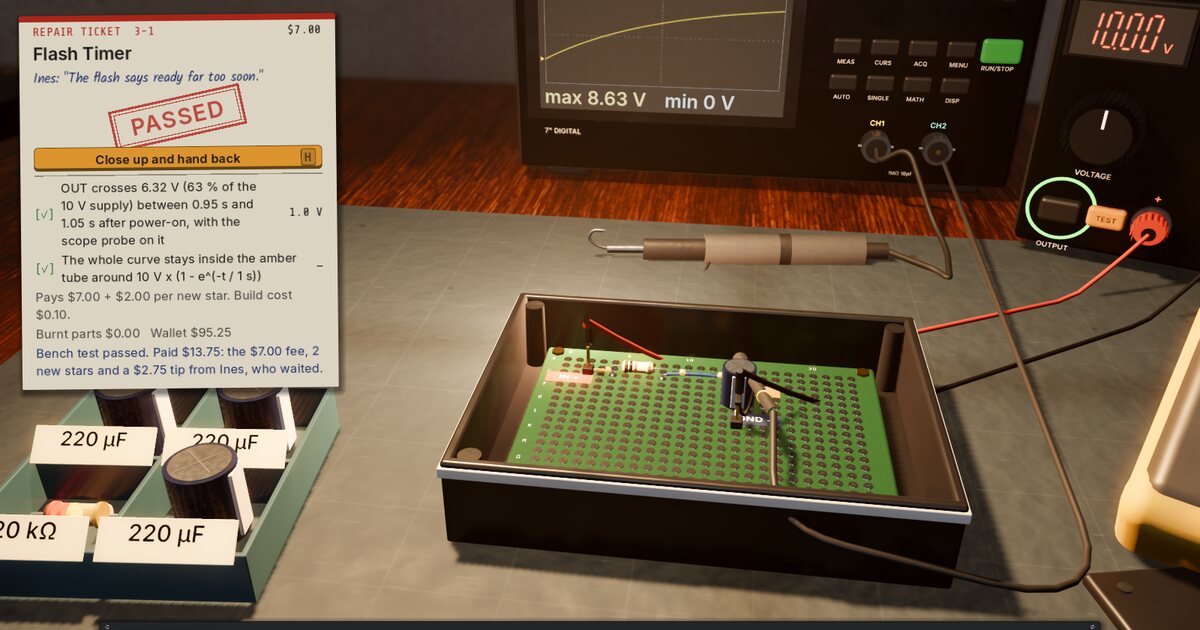 REPAIR TICKET 3-1 $7.00
Flash Timer
Ines: "The flash says ready far too soon."
PASSED
Close up and hand back H
OUT crosses 6.32 V (63 % of the
10 V supply) between 0.95 s and
[✓] 1.0 V
1.05 s after power-on, with the
scope probe on it
[✓] The whole curve stays inside the amber –
tube around 10 V x (1 - e^(-t / 1 s))
Pays $7.00 + $2.00 per new star. Build cost
$0.10.
Burnt parts $0.00 Wallet $95.25
Bench test passed. Paid $13.75: the $7.00 fee, 2
new stars and a $2.75 tip from Ines, who waited.
max 8.63 V min 0 V
7" DIGITAL
MEAS CURS ACQ MENU RUN/STOP
AUTO SINGLE MATH DISP
CH1 CH2
1MΩ 16pF
10.00 V
VOLTAGE
OUTPUT TEST +
220 µF
220 µF
20 kΩ
220 µF